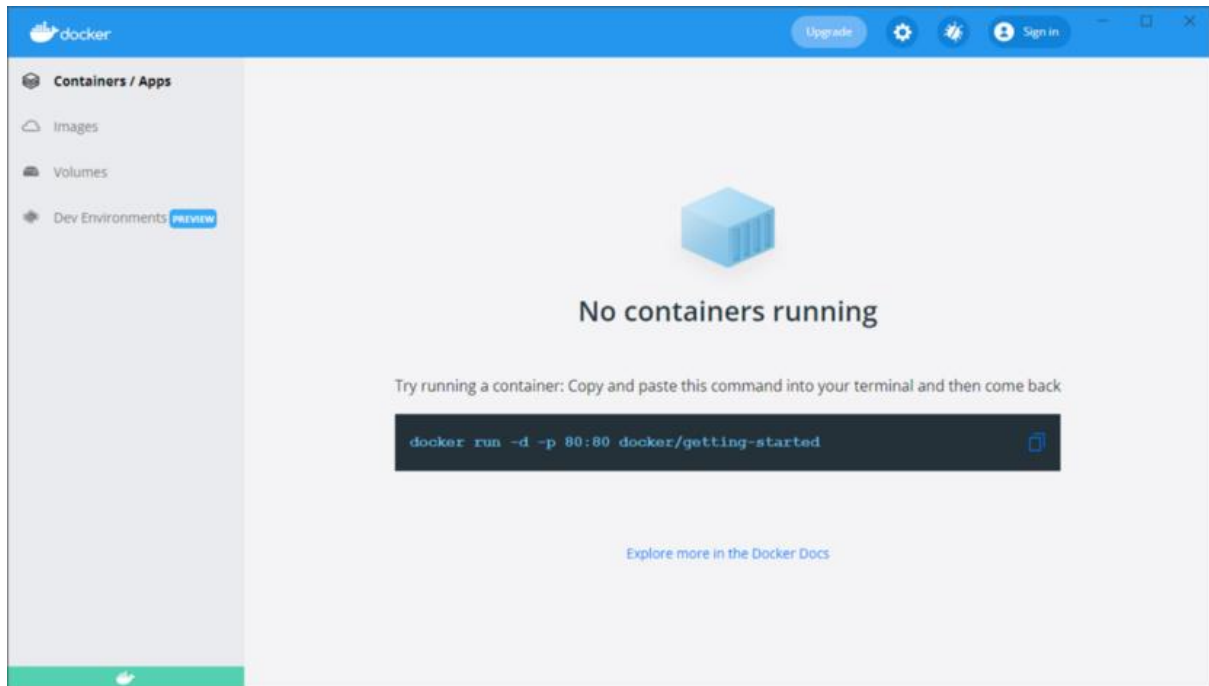 docker
Upgrade
Sign in
Containers / Apps
Images
Volumes
Dev Environments PREVIEW
No containers running
Try running a container: Copy and paste this command into your terminal and then come back
docker run -d -p 80:80 docker/getting-started
Explore more in the Docker Docs